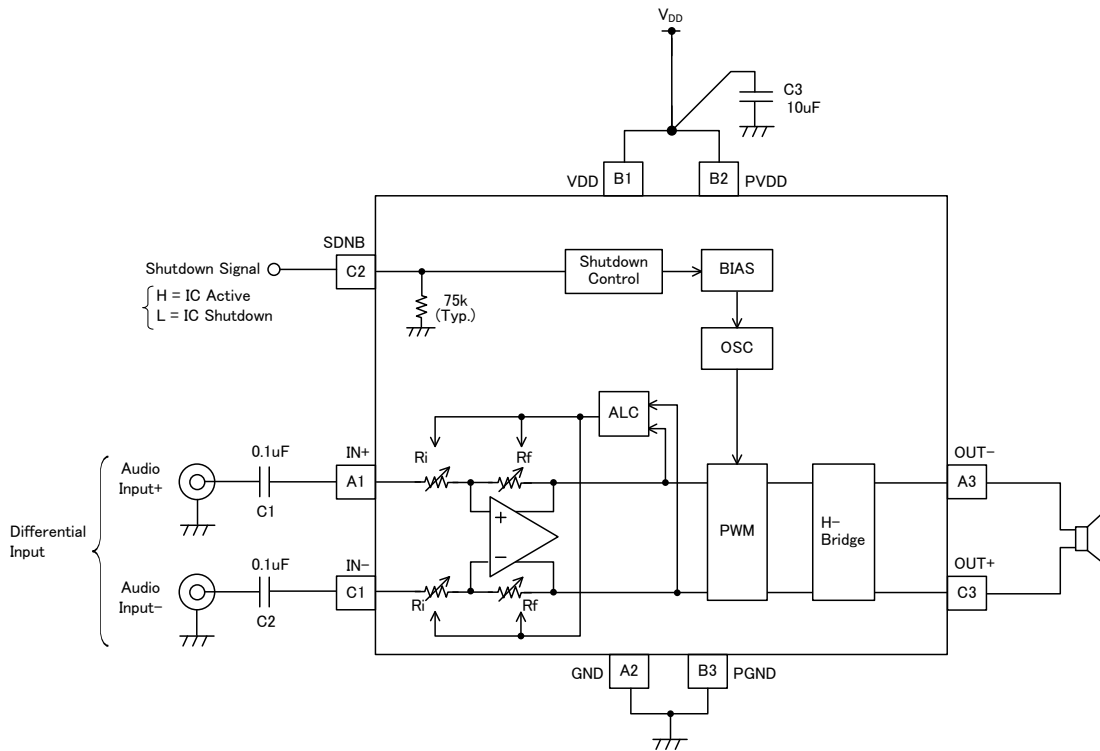 VDD
C3
10uF
VDD
B1
B2
PVDD
SDNB
Shutdown Signal
C2
H = IC Active
L = IC Shutdown
75k
(Typ.)
Shutdown
Control
BIAS
OSC
ALC
Differential
Input
Audio
Input+
0.1uF
C1
IN+
A1
Ri
Rf
+
−
PWM
H-
Bridge
OUT-
A3
Audio
Input-
0.1uF
C2
IN-
C1
Ri
Rf
OUT+
C3
GND
A2
B3
PGND